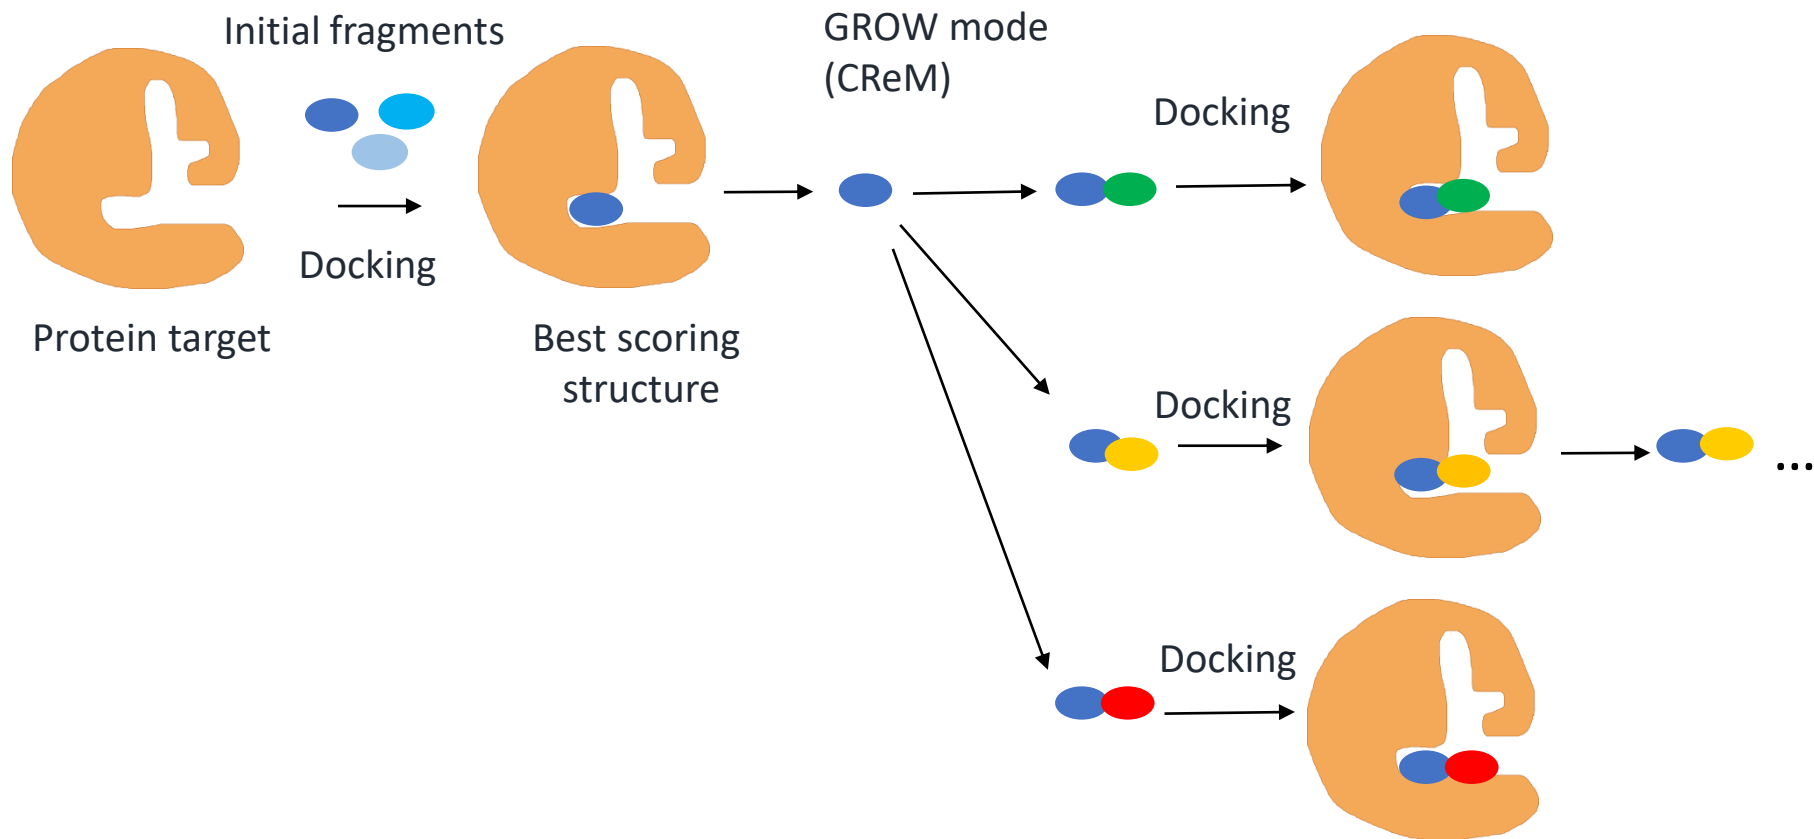 Initial fragments
GROW mode
(CReM)
Docking
Docking
Protein target
Best scoring
structure
Docking
...
Docking